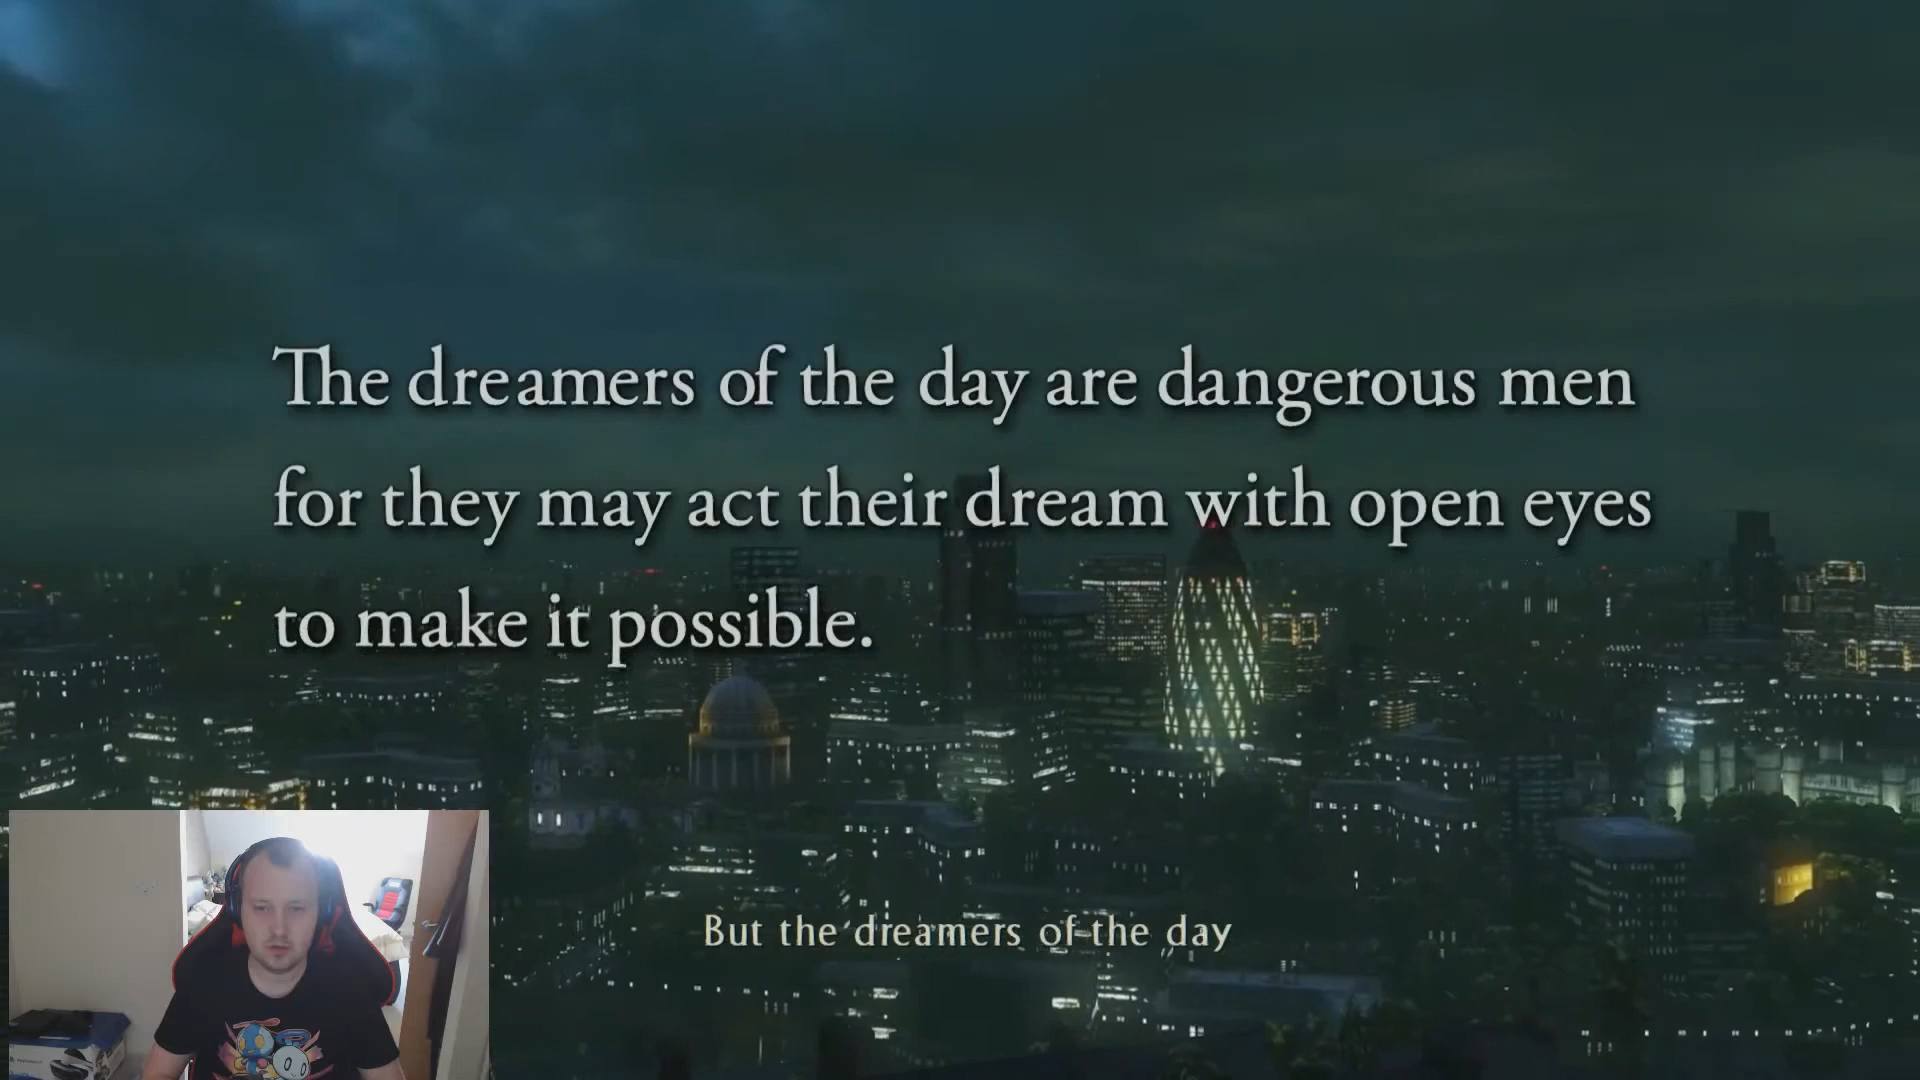 The dreamers of the day are dangerous men
for they may act their dream with open eyes
to make it possible.
But the dreamers of the day